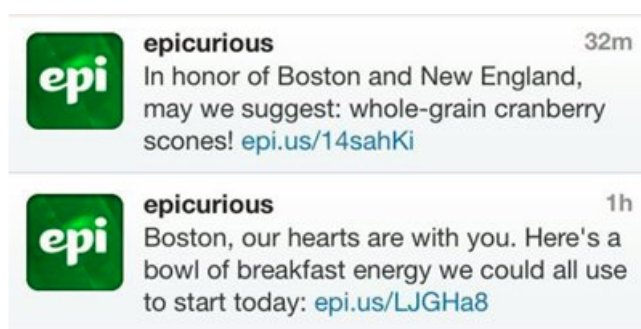 epi
epicurious 32m
In honor of Boston and New England,
may we suggest: whole-grain cranberry
scones! epi.us/14sahKi
epi
epicurious 1h
Boston, our hearts are with you. Here's a
bowl of breakfast energy we could all use
to start today: epi.us/LJGHa8